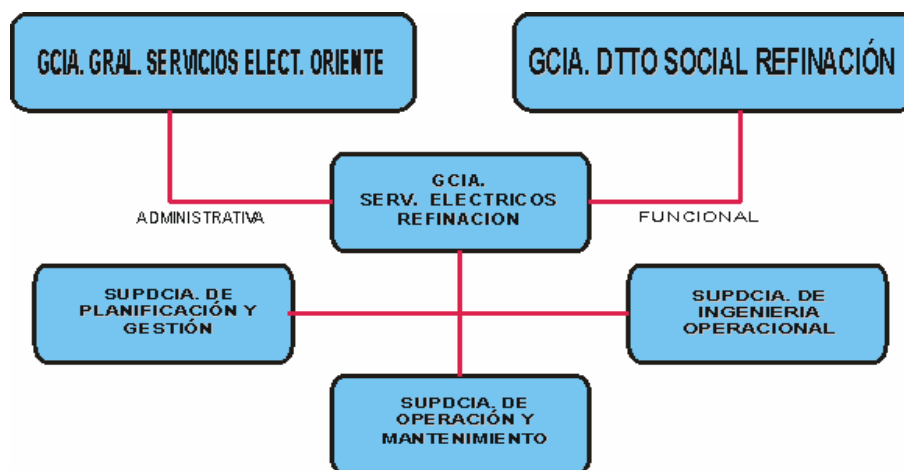 GCIA. GRAL. SERVICIOS ELECT. ORIENTE
GCIA. DTTO SOCIAL REFINACIÓN
GCIA.
SERV. ELECTRICOS
REFINACION
ADMINISTRATIVA
FUNCIONAL
SUPDCIA. DE
PLANIFICACIÓN Y
GESTIÓN
SUPDCIA. DE
INGENIERIA
OPERACIONAL
SUPDCIA. DE
OPERACIÓN Y
MANTENIMIENTO